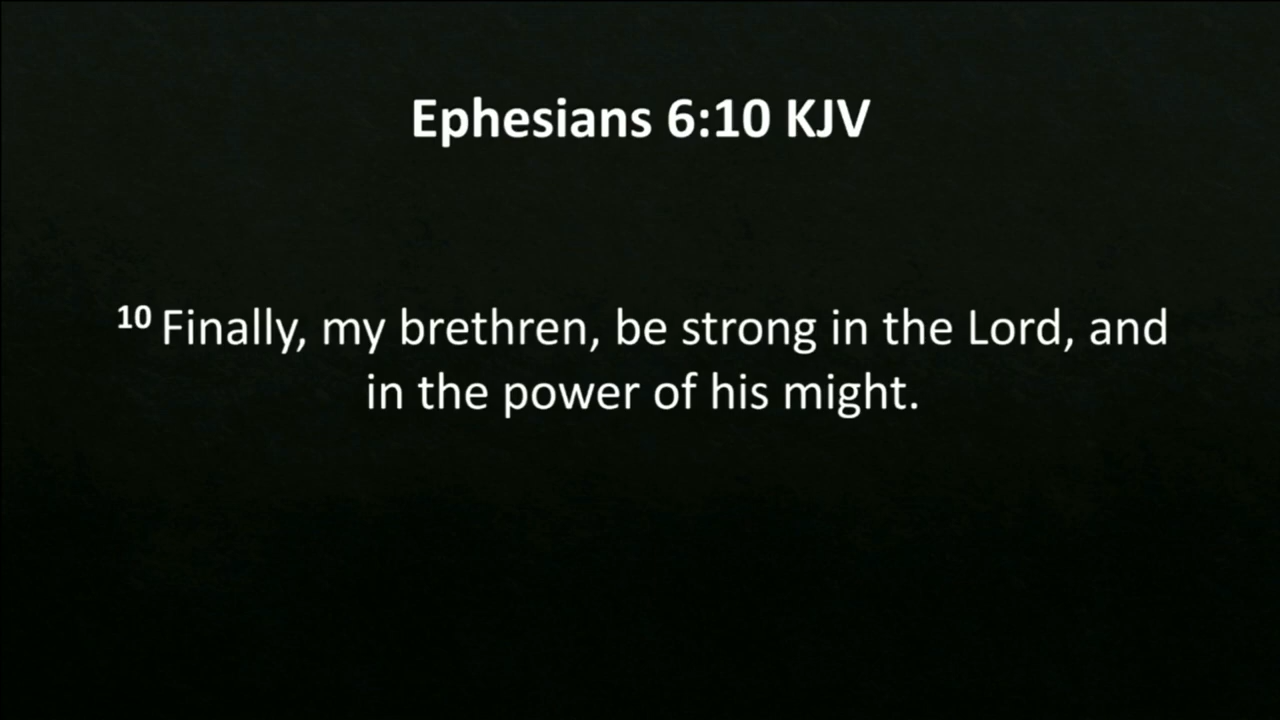 Ephesians 6:10 KJV
10 Finally, my brethren, be strong in the Lord, and
in the power of his might.